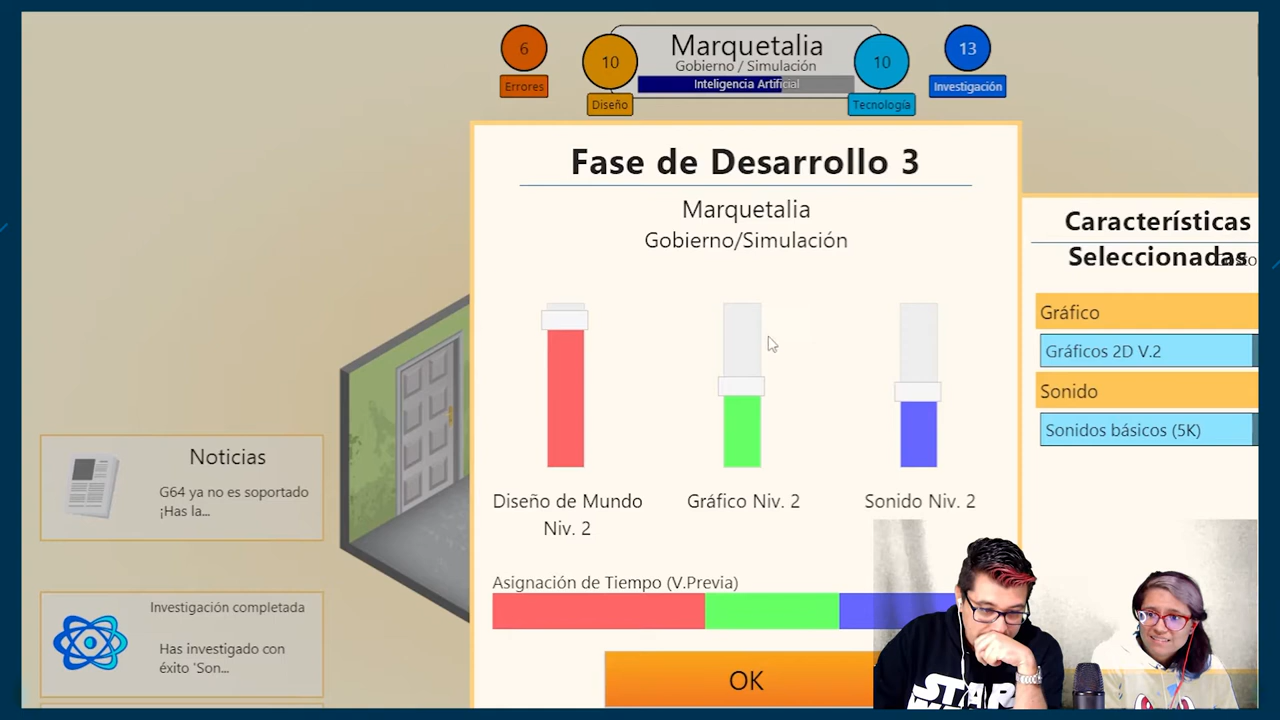 6
Errores
10
Diseño
Marquetalia
Gobierno / Simulación
Inteligencia Artificial
10
Tecnología
13
Investigación
Fase de Desarrollo 3
Marquetalia
Gobierno/Simulación
Diseño de Mundo
Niv. 2
Gráfico Niv. 2
Sonido Niv. 2
Asignación de Tiempo (V.Previa)
OK
Características
Seleccionadas
Gráfico
Gráficos 2D V.2
Sonido
Sonidos básicos (5K)
Noticias
G64 ya no es soportado
¡Has la...
Investigación completada
Has investigado con
éxito 'Son...
STAR